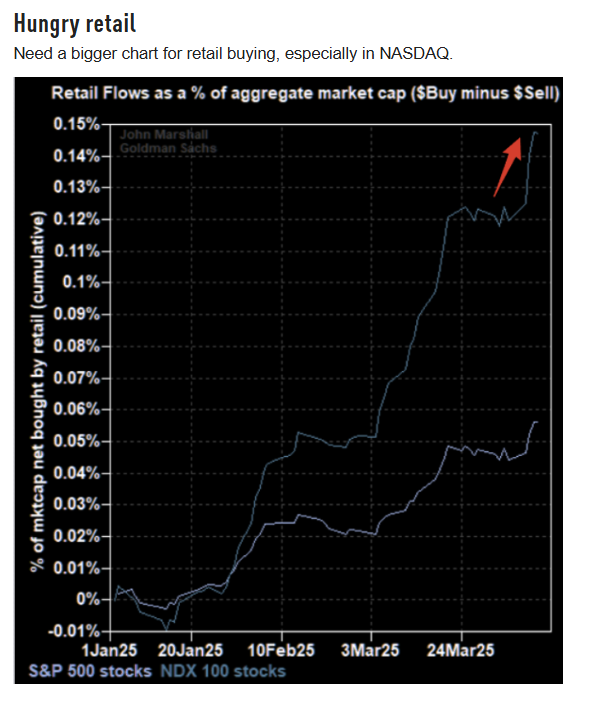 Hungry retail
Need a bigger chart for retail buying, especially in NASDAQ.
Retail Flows as a % of aggregate market cap ($Buy minus $Sell)
John Marshall
Goldman Sachs
% of mktcap net bought by retail (cumulative)
0.15%
0.14%
0.13%
0.12%
0.11%
0.1%
0.09%
0.08%
0.07%
0.06%
0.05%
0.04%
0.03%
0.02%
0.01%
0%
-0.01%
1Jan25 20Jan25 10Feb25 3Mar25 24Mar25
S&P 500 stocks NDX 100 stocks